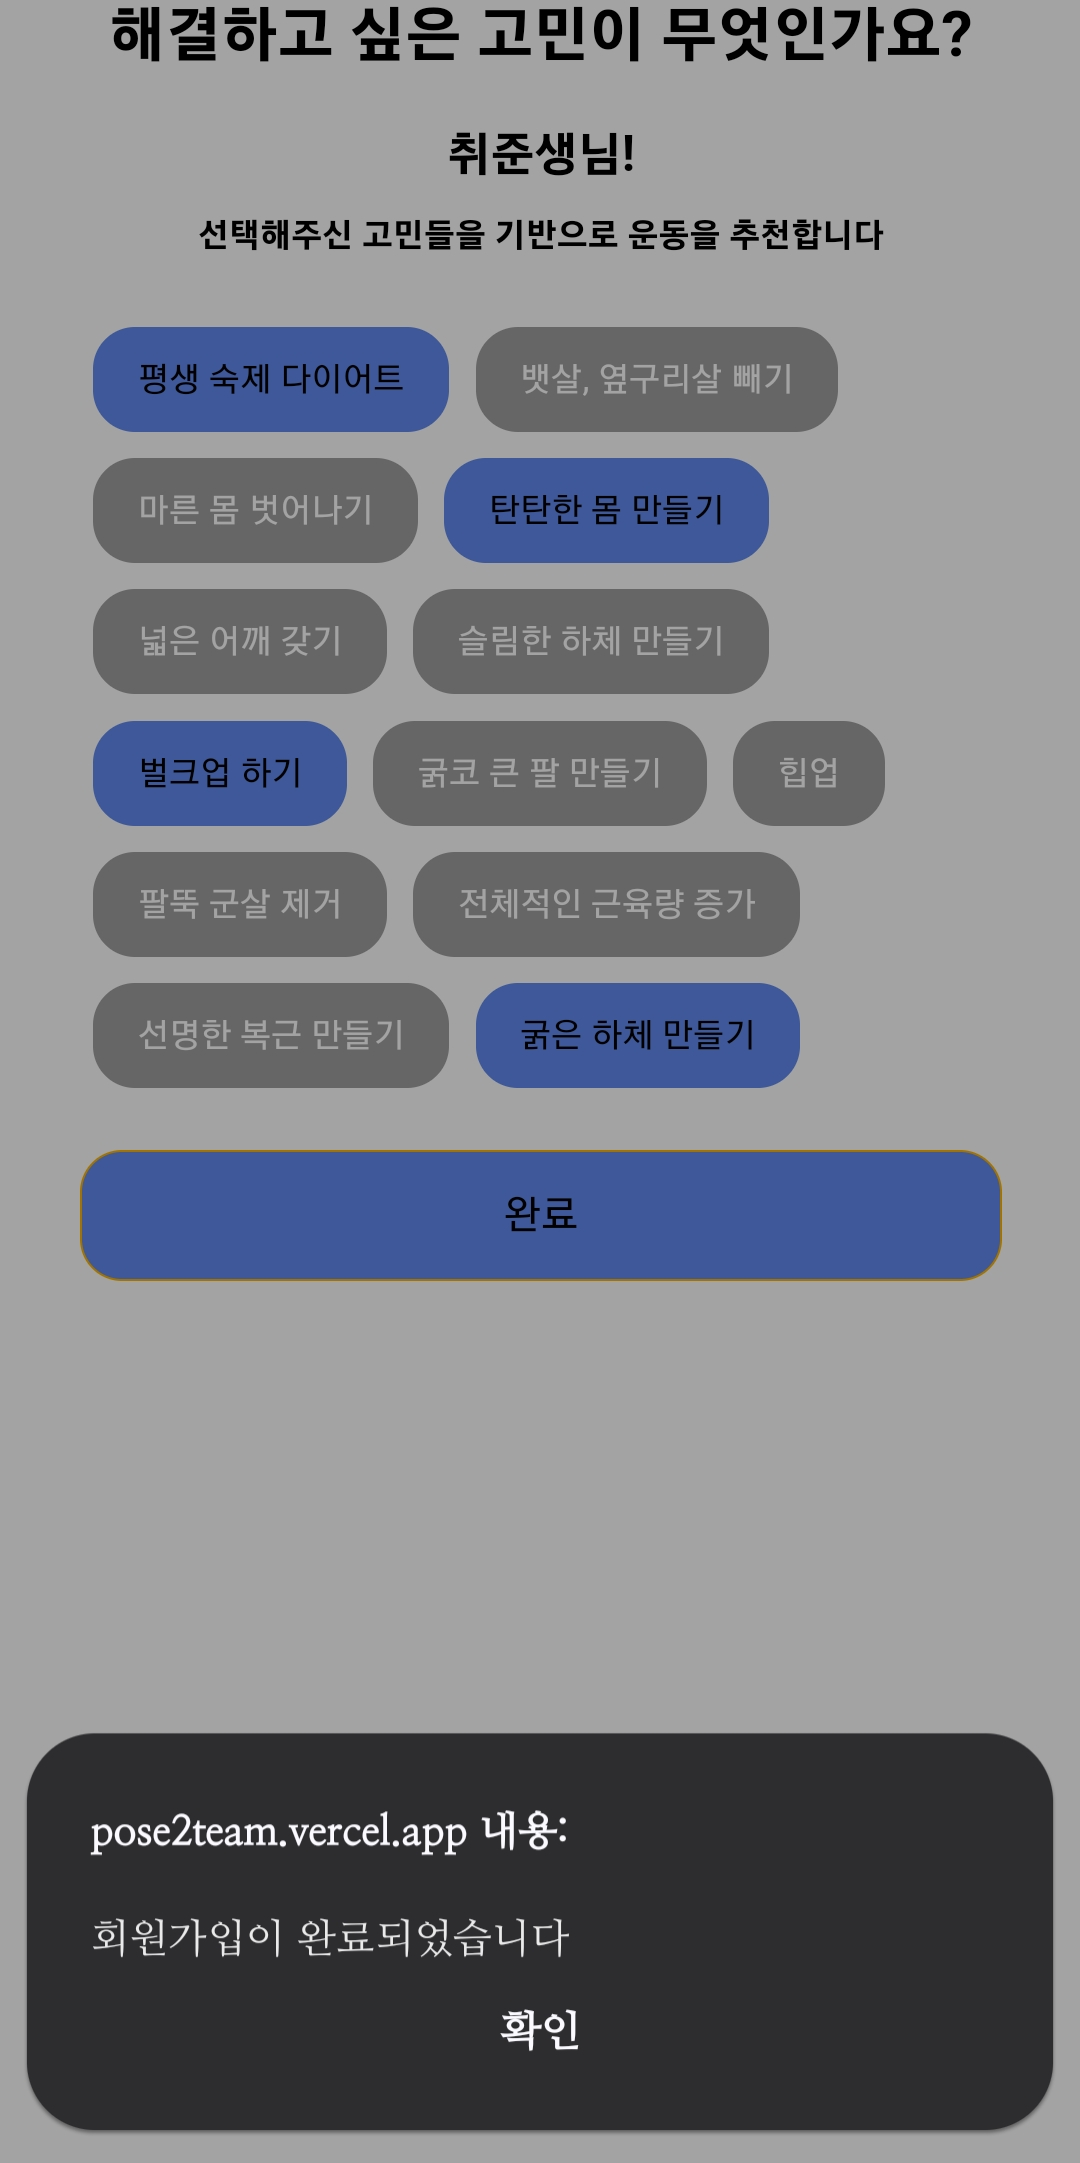 해결하고 싶은 고민이 무엇인가요?
취준생님!
선택해주신 고민들을 기반으로 운동을 추천합니다
평생 숙제 다이어트 뱃살, 옆구리살 빼기
마른 몸 벗어나기 탄탄한 몸 만들기
넓은 어깨 갖기 슬림한 하체 만들기
벌크업 하기 굵고 큰 팔 만들기 힙업
팔뚝 군살 제거 전체적인 근육량 증가
선명한 복근 만들기 굵은 하체 만들기
완료
pose2team.vercel.app 내용:
회원가입이 완료되었습니다
확인